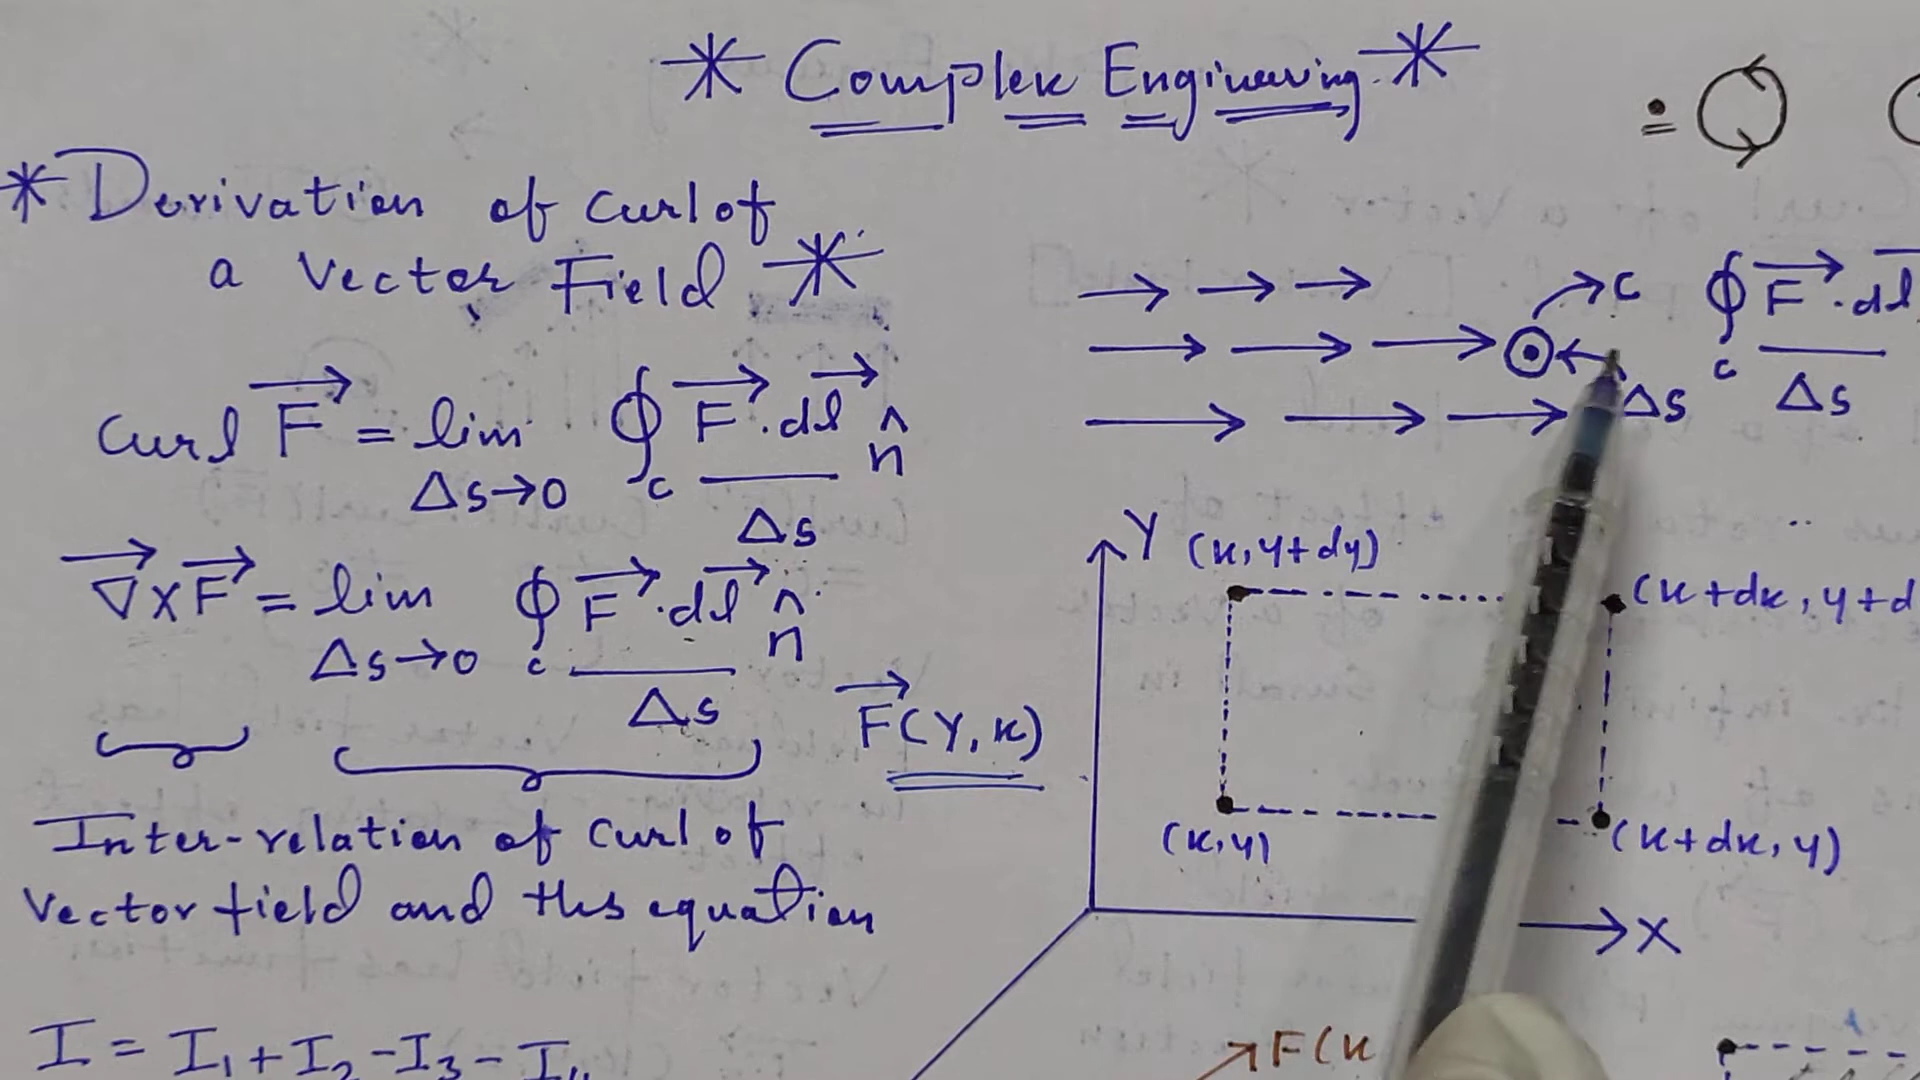 * Complex Engineering *
* Derivation of curl of
a Vector Field *
Curl F⃗ = lim Δs→0 ∮c F⃗.dl⃗ / Δs n̂
∇⃗×F⃗ = lim Δs→0 ∮c F⃗.dl⃗ / Δs n̂
F⃗(Y,x)
Inter-relation of curl of
Vector field and ths equation
I = I₁+I₂-I₃-I₄
C
ΔS
∮c F⃗.dl / Δs
Y
(x,y+dy)
(x+dx,y+d
(x,y)
(x+dx,y)
X
F(x